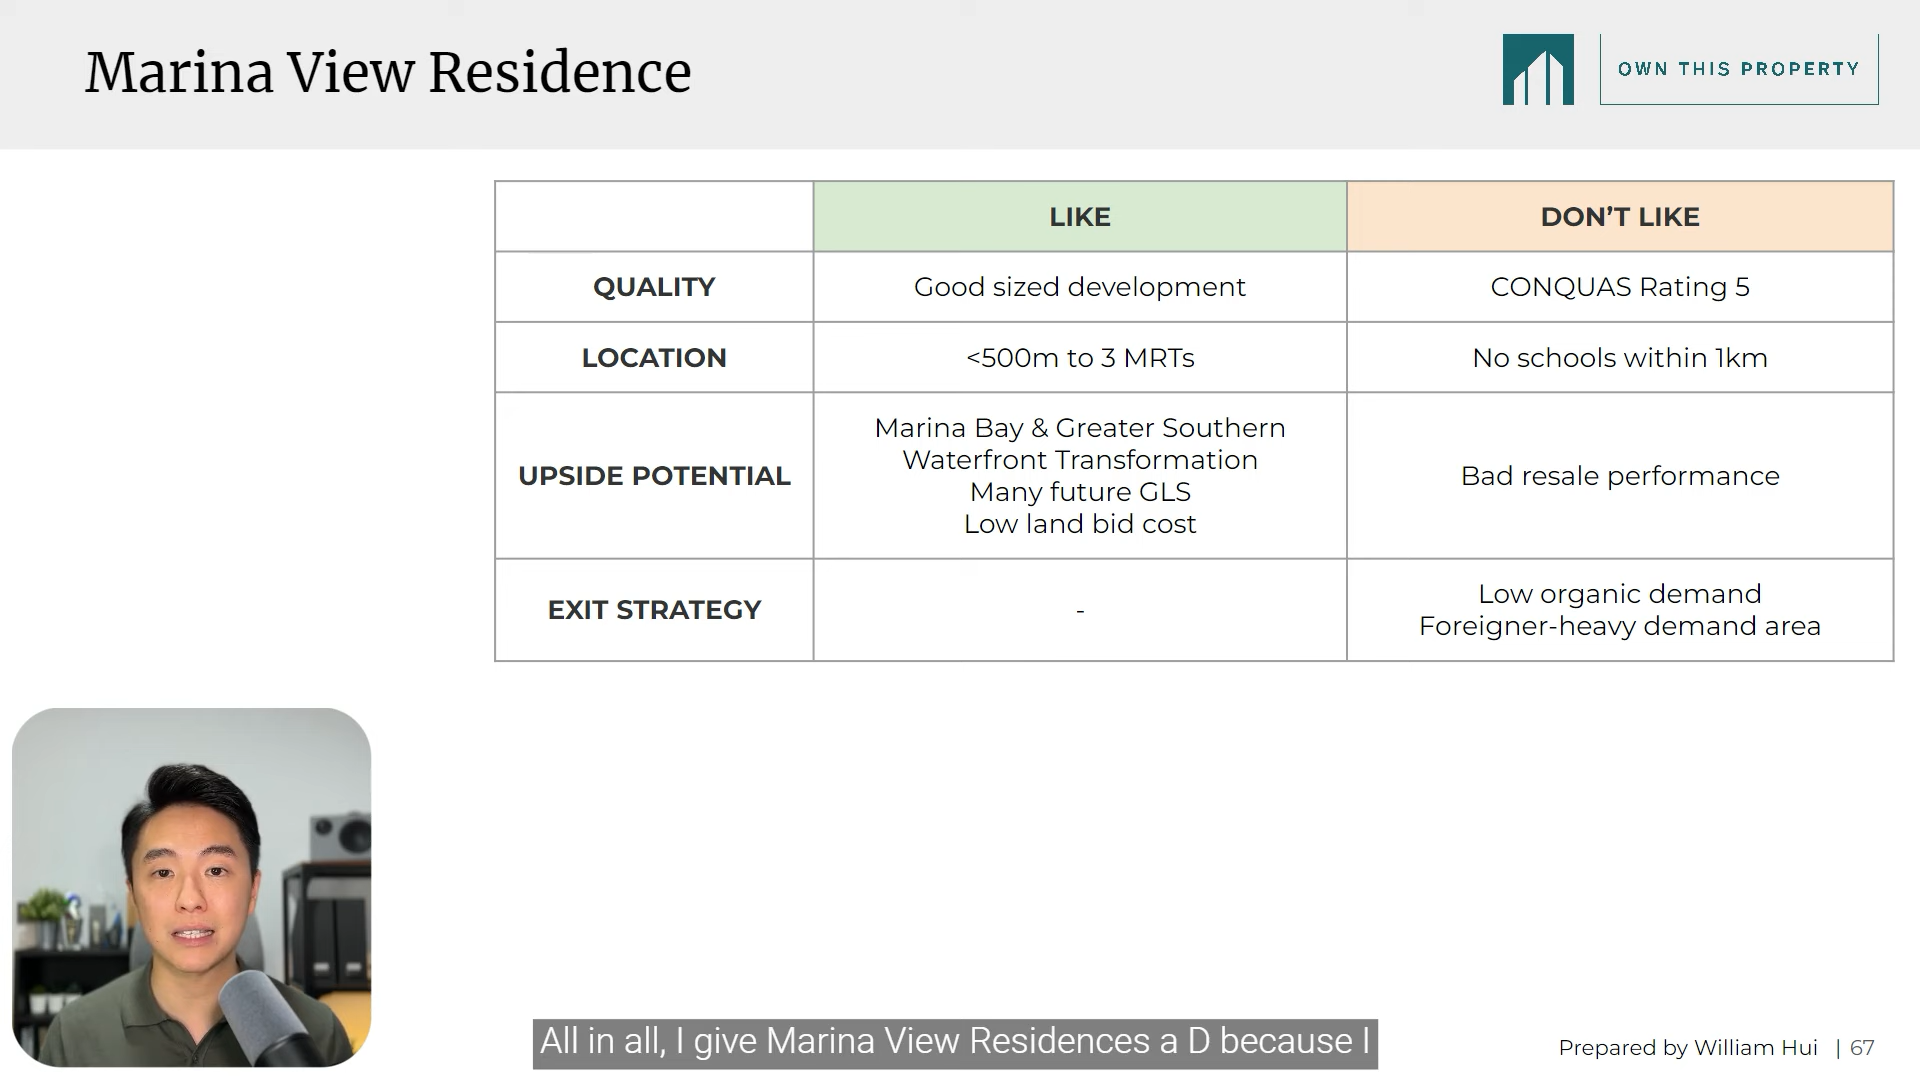 Marina View Residence
OWN THIS PROPERTY
LIKE
DON’T LIKE
QUALITY
Good sized development
CONQUAS Rating 5
LOCATION
<500m to 3 MRTs
No schools within 1km
UPSIDE POTENTIAL
Marina Bay & Greater Southern
Waterfront Transformation
Many future GLS
Low land bid cost
Bad resale performance
EXIT STRATEGY
-
Low organic demand
Foreigner-heavy demand area
All in all, I give Marina View Residences a D because I
Prepared by William Hui | 67